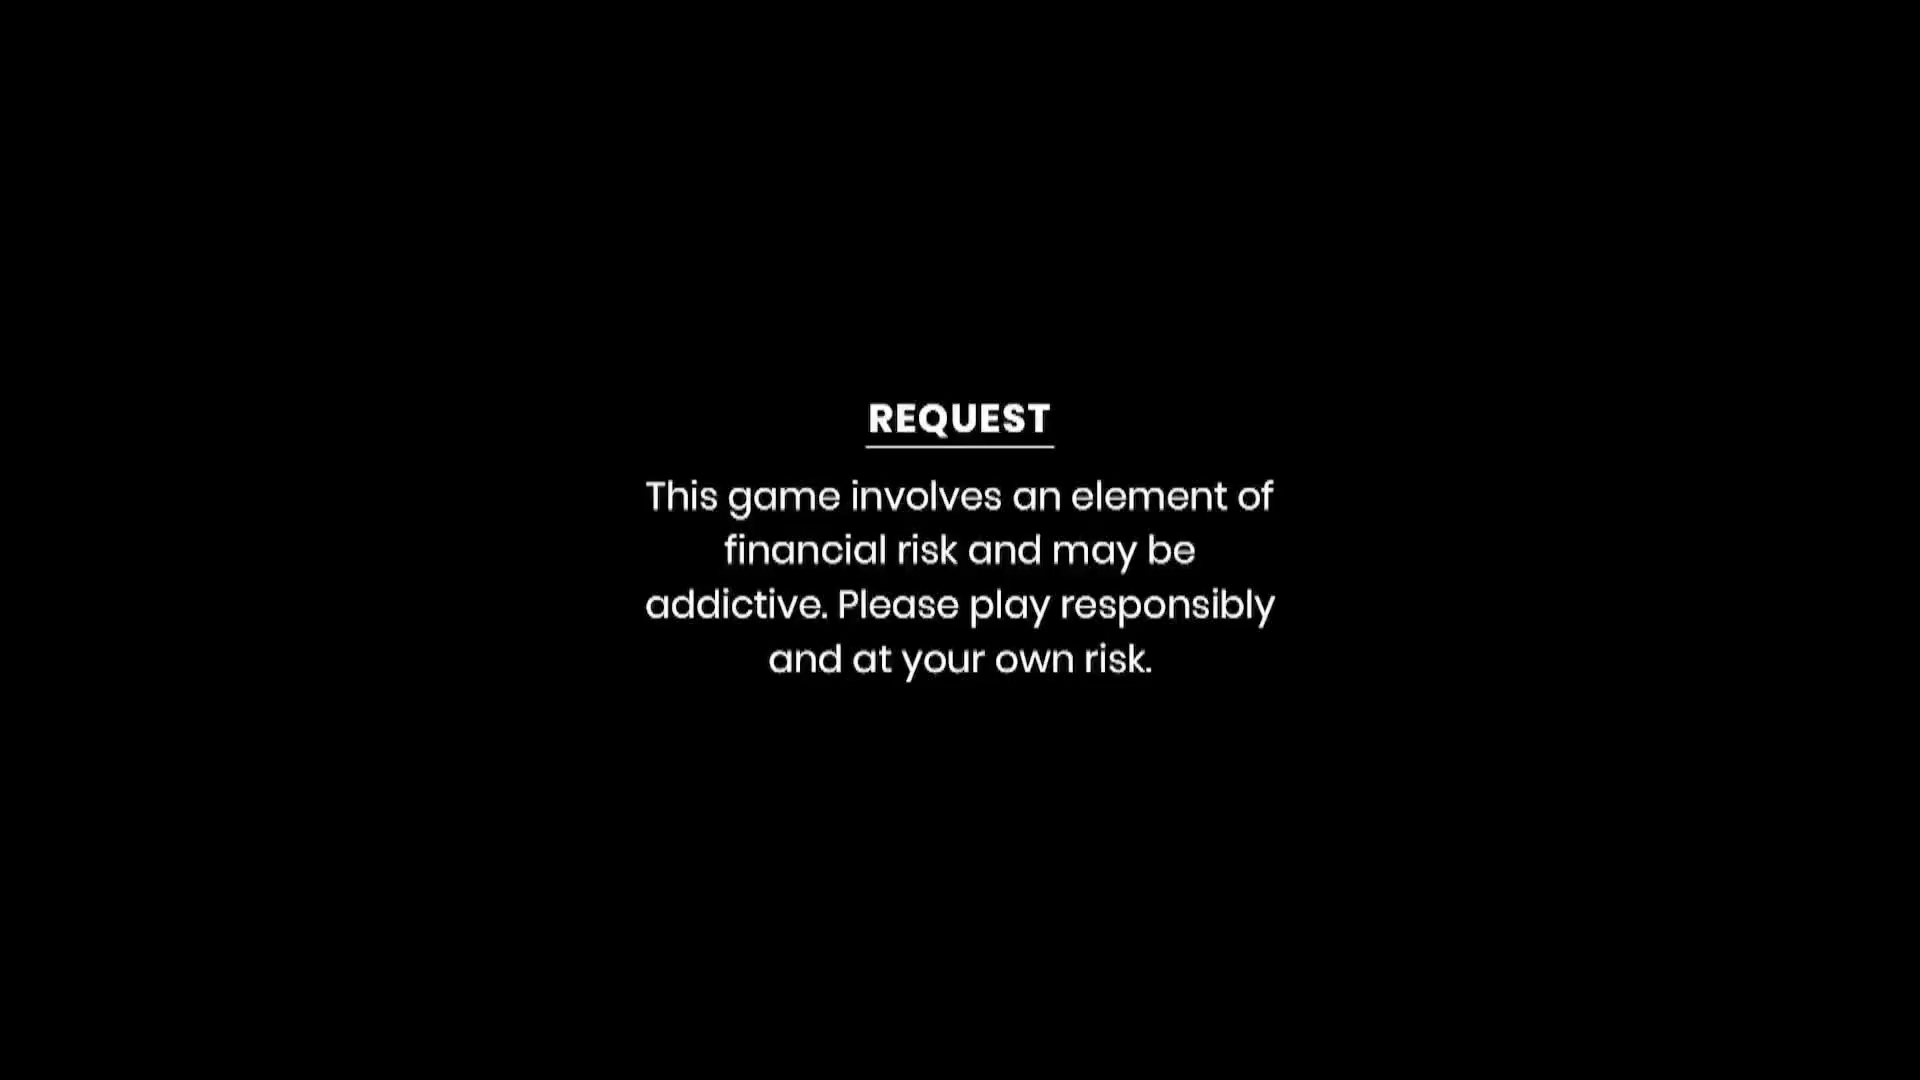 REQUEST
This game involves an element of
financial risk and may be
addictive. Please play responsibly
and at your own risk.